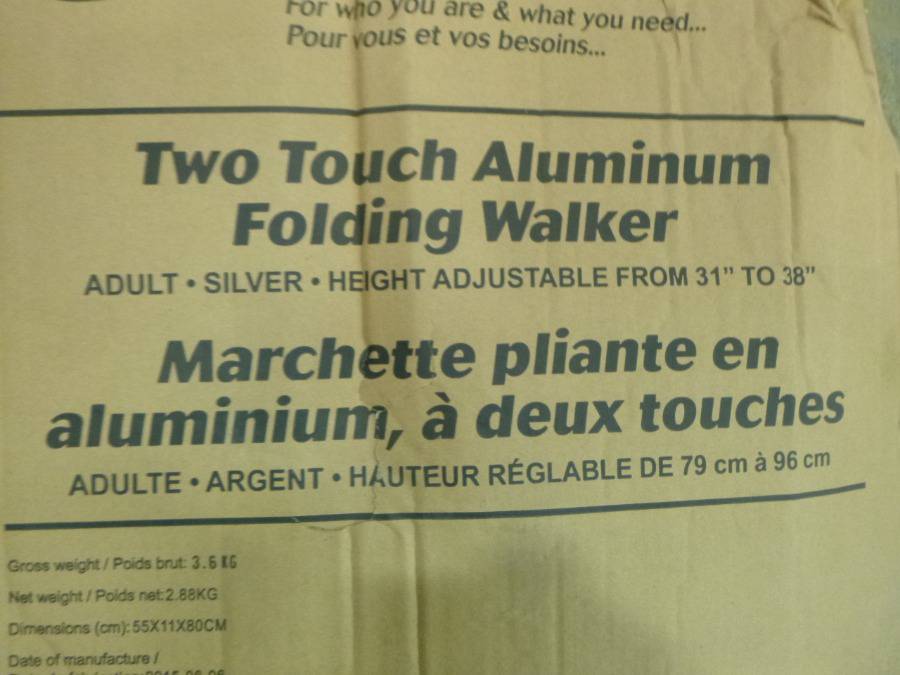 For who you are & what you need...
Pour vous et vos besoins...
Two Touch Aluminum
Folding Walker
ADULT • SILVER • HEIGHT ADJUSTABLE FROM 31” TO 38”
Marchette pliante en
aluminium, à deux touches
ADULTE • ARGENT • HAUTEUR RÉGLABLE DE 79 cm à 96 cm
Gross weight / Poids brut: 3.6 KG
Net weight / Poids net:2.88KG
Dimensions (cm):55X11X80CM
Date of manufacture /